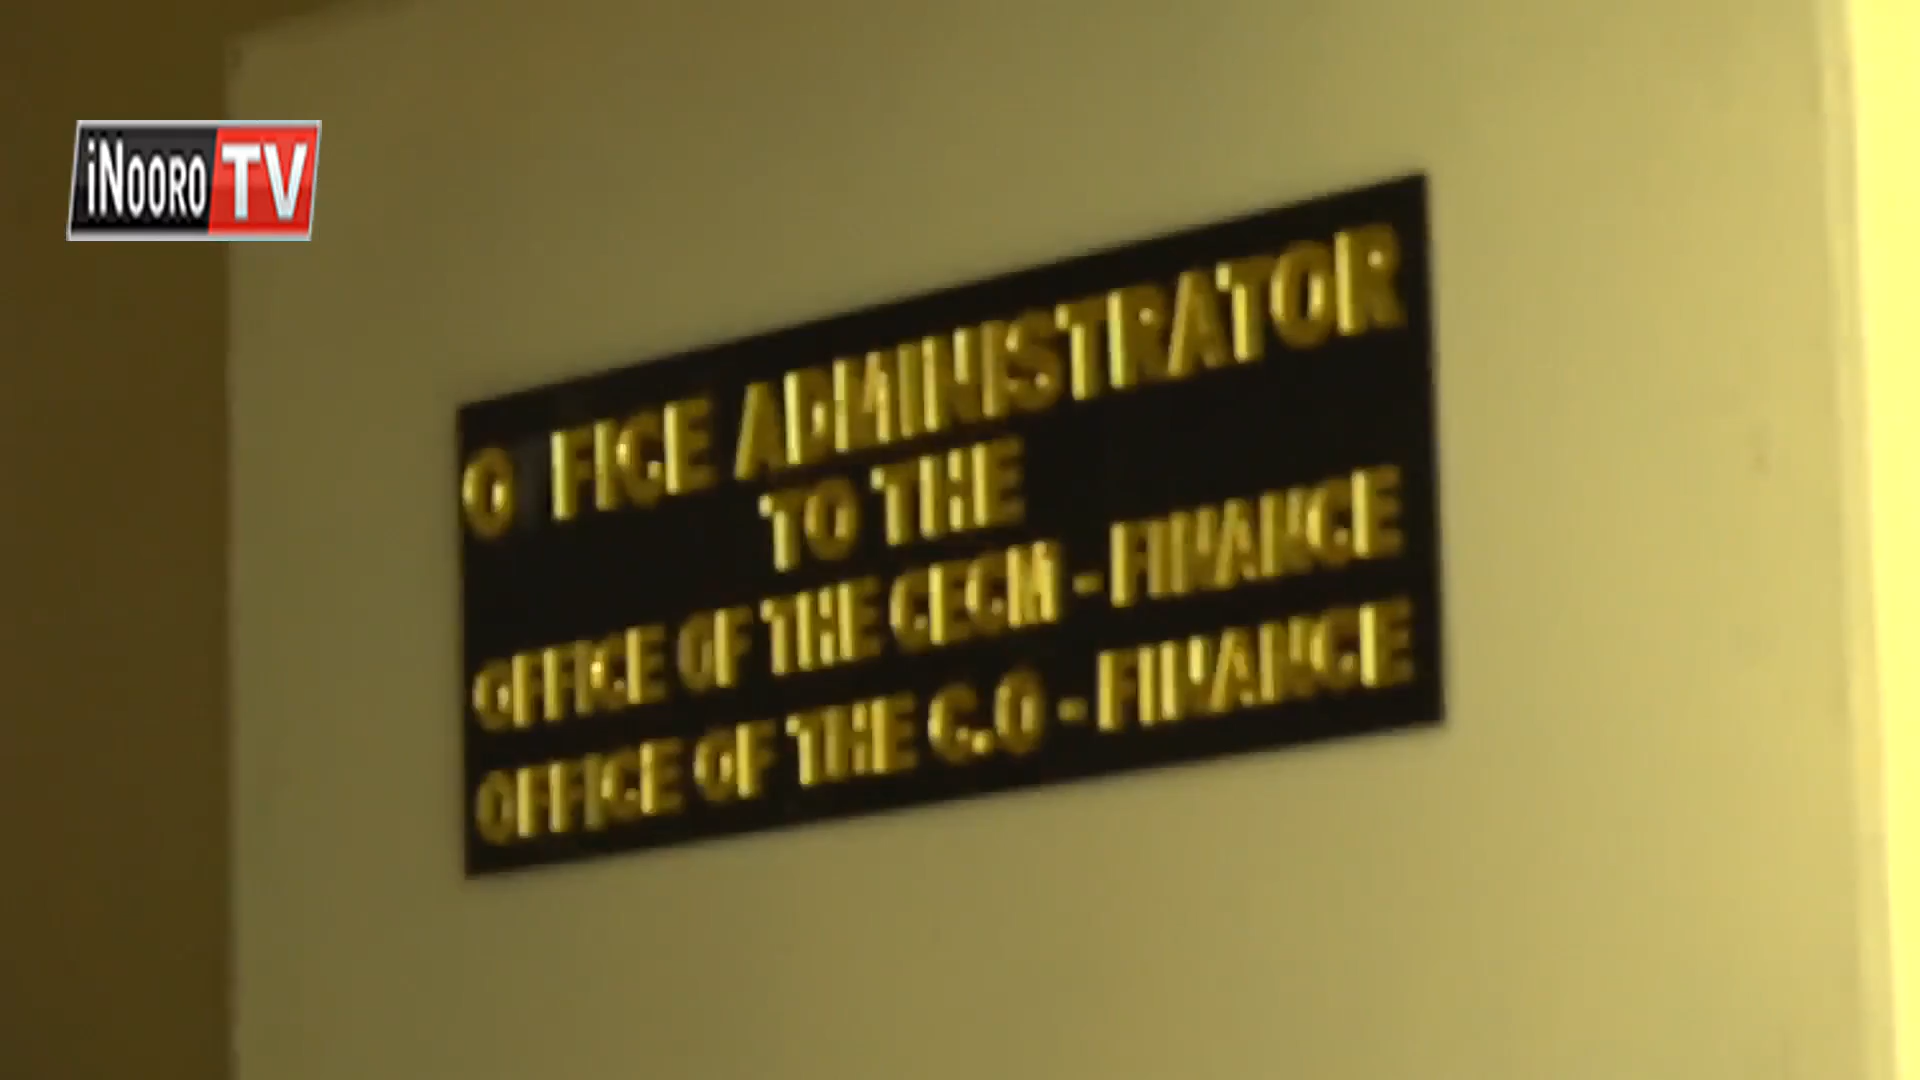 iNOORO TV
O FICE ADMINISTRATOR
TO THE
OFFICE OF THE CECM - FINANCE
OFFICE OF THE C.O - FINANCE